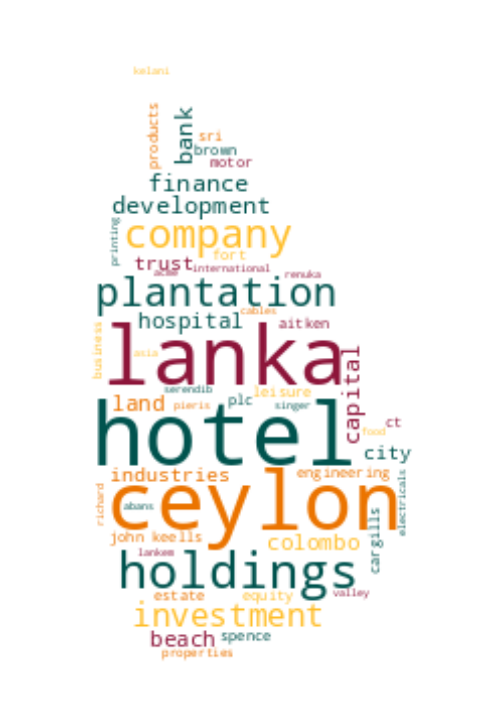 kelani
products
bank
sri
brown
motor
finance
development
printing
company
fort
trust
international
acme
renuka
plantation
cables
hospital
aitken
business
asia
lanka
capital
serendib
leisure
land
pieris
plc
singer
ct
food
hotel
city
industries
engineering
electricals
richard
abans
ceylon
cargills
john keells
colombo
lankem
holdings
valley
estate
equity
investment
beach
spence
properties